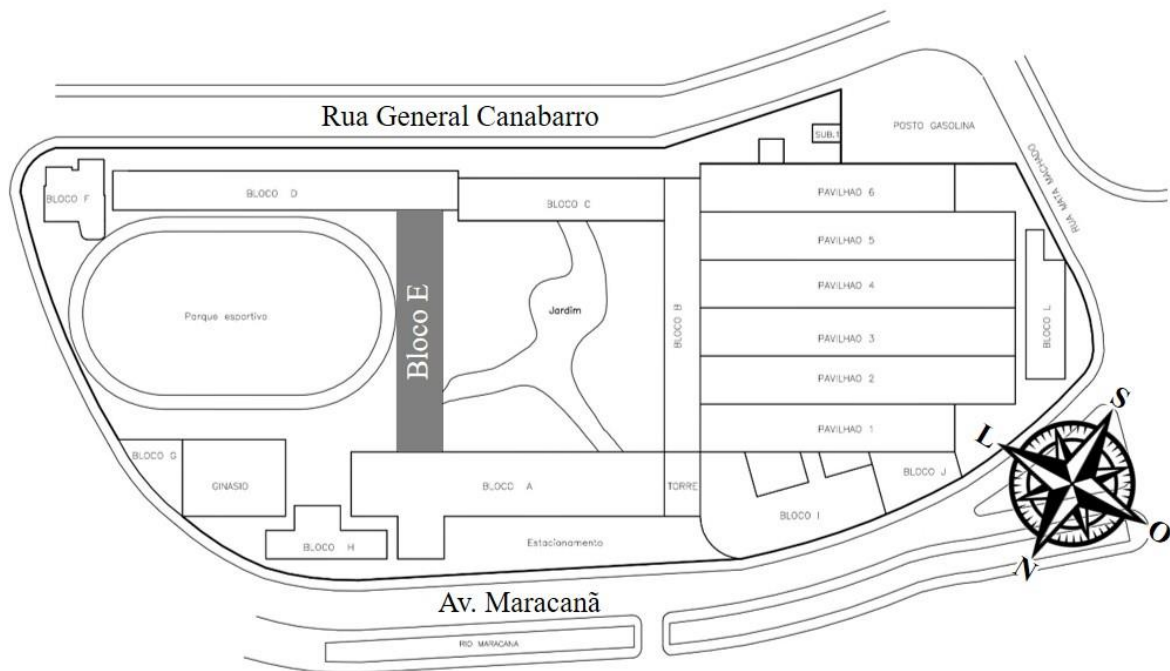 Rua General Canabarro
POSTO GASOLINA
SUB.1
RUA MATA MACHADO
BLOCO F
BLOCO D
BLOCO C
PAVILHAO 6
PAVILHAO 5
PAVILHAO 4
PAVILHAO 3
PAVILHAO 2
PAVILHAO 1
BLOCO B
BLOCO L
Parque esportivo
Bloco E
Jardim
BLOCO G
GINASIO
BLOCO A
TORRE
BLOCO J
BLOCO I
BLOCO H
Estacionamento
S
L
O
N
Av. Maracanã
RIO MARACANA